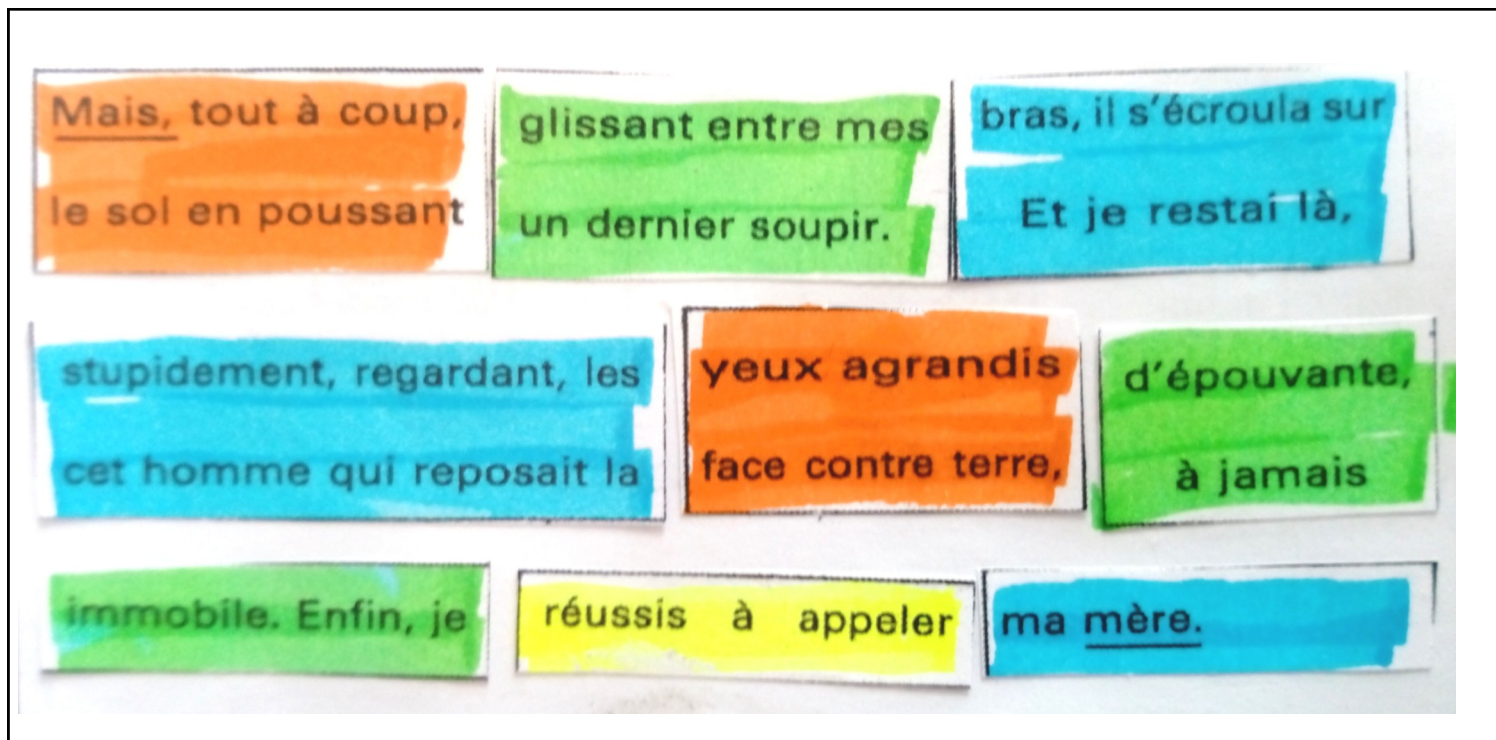 Mais, tout à coup, glissant entre mes bras, il s'écroula sur
le sol en poussant un dernier soupir. Et je restai là,
stupidement, regardant, les yeux agrandis d'épouvante,
cet homme qui reposait la face contre terre, à jamais
immobile. Enfin, je réussis à appeler ma mère.